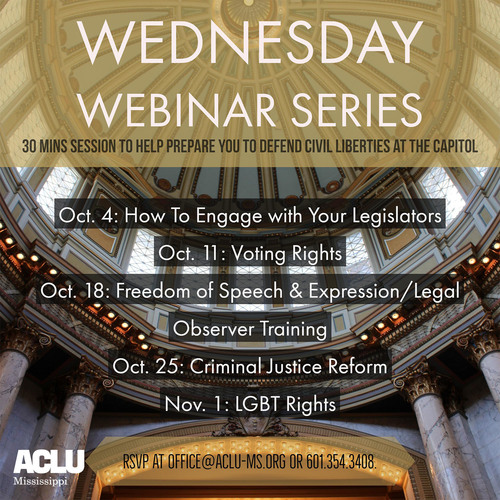 WEDNESDAY
WEBINAR SERIES
30 MINS SESSION TO HELP PREPARE YOU TO DEFEND CIVIL LIBERTIES AT THE CAPITOL
Oct. 4: How To Engage with Your Legislators
Oct. 11: Voting Rights
Oct. 18: Freedom of Speech & Expression/Legal
Observer Training
Oct. 25: Criminal Justice Reform
Nov. 1: LGBT Rights
RSVP AT OFFICE@ACLU-MS.ORG OR 601.354.3408.
ACLU
Mississippi